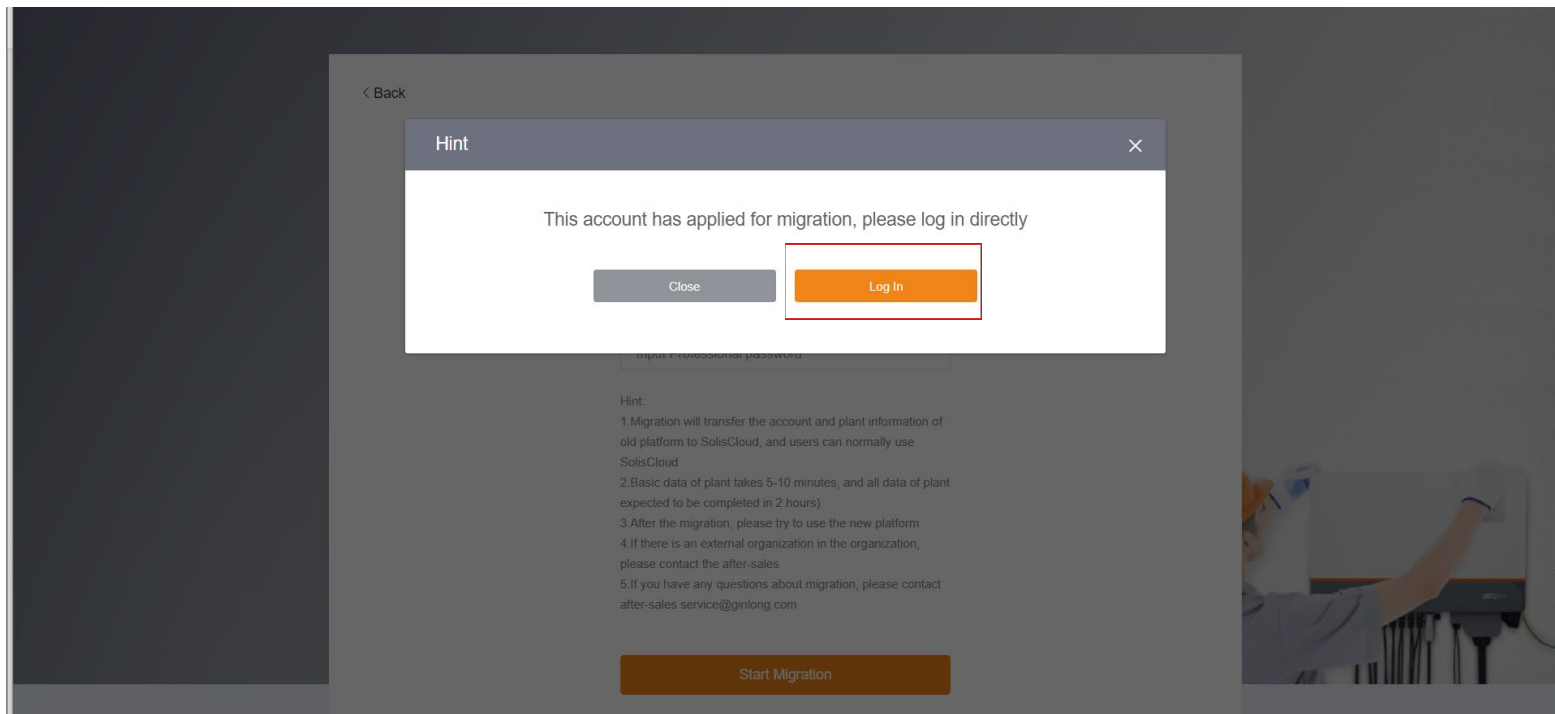 < Back
Hint
This account has applied for migration, please log in directly
Close
Log In
Input Professional password
Hint:
1.Migration will transfer the account and plant information of
old platform to SolisCloud, and users can normally use
SolisCloud
2.Basic data of plant takes 5-10 minutes, and all data of plant
expected to be completed in 2 hours)
3.After the migration, please try to use the new platform
4.If there is an external organization in the organization,
please contact the after-sales
5.If you have any questions about migration, please contact
after-sales service@ginlong.com
Start Migration